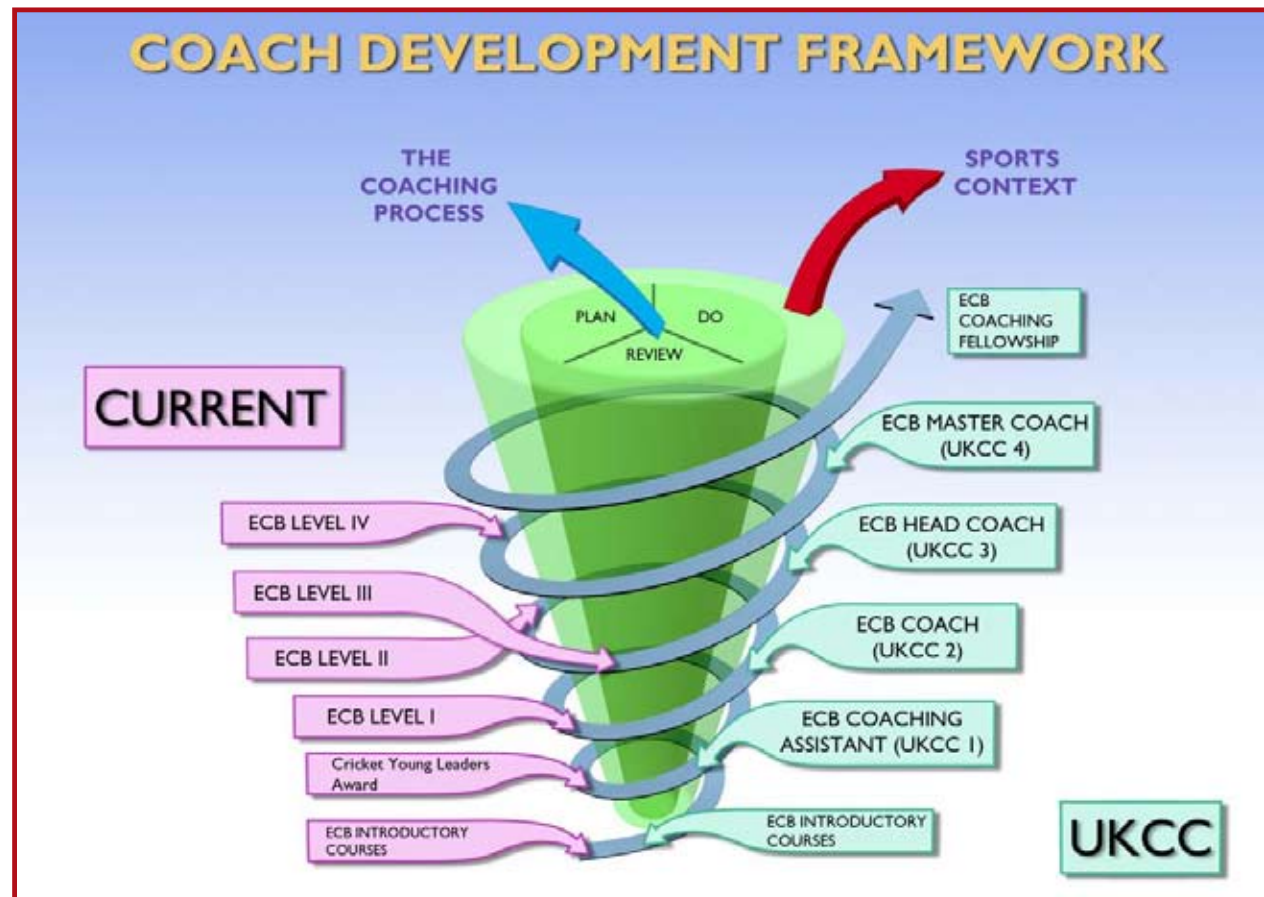 COACH DEVELOPMENT FRAMEWORK
THE
COACHING
PROCESS
SPORTS
CONTEXT
PLAN
DO
REVIEW
ECB
COACHING
FELLOWSHIP
CURRENT
ECB MASTER COACH
(UKCC 4)
ECB LEVEL IV
ECB HEAD COACH
(UKCC 3)
ECB LEVEL III
ECB COACH
(UKCC 2)
ECB LEVEL II
ECB LEVEL I
ECB COACHING
ASSISTANT (UKCC 1)
Cricket Young Leaders
Award
ECB INTRODUCTORY
COURSES
ECB INTRODUCTORY
COURSES
UKCC